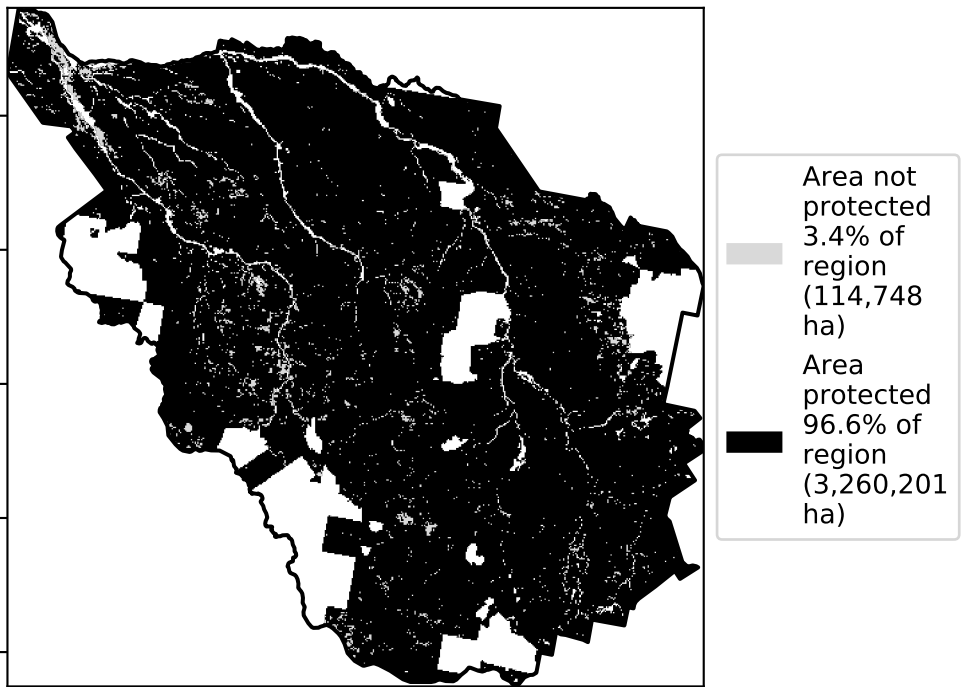 Area not
protected
3.4% of
region
(114,748
ha)
Area
protected
96.6% of
region
(3,260,201
ha)